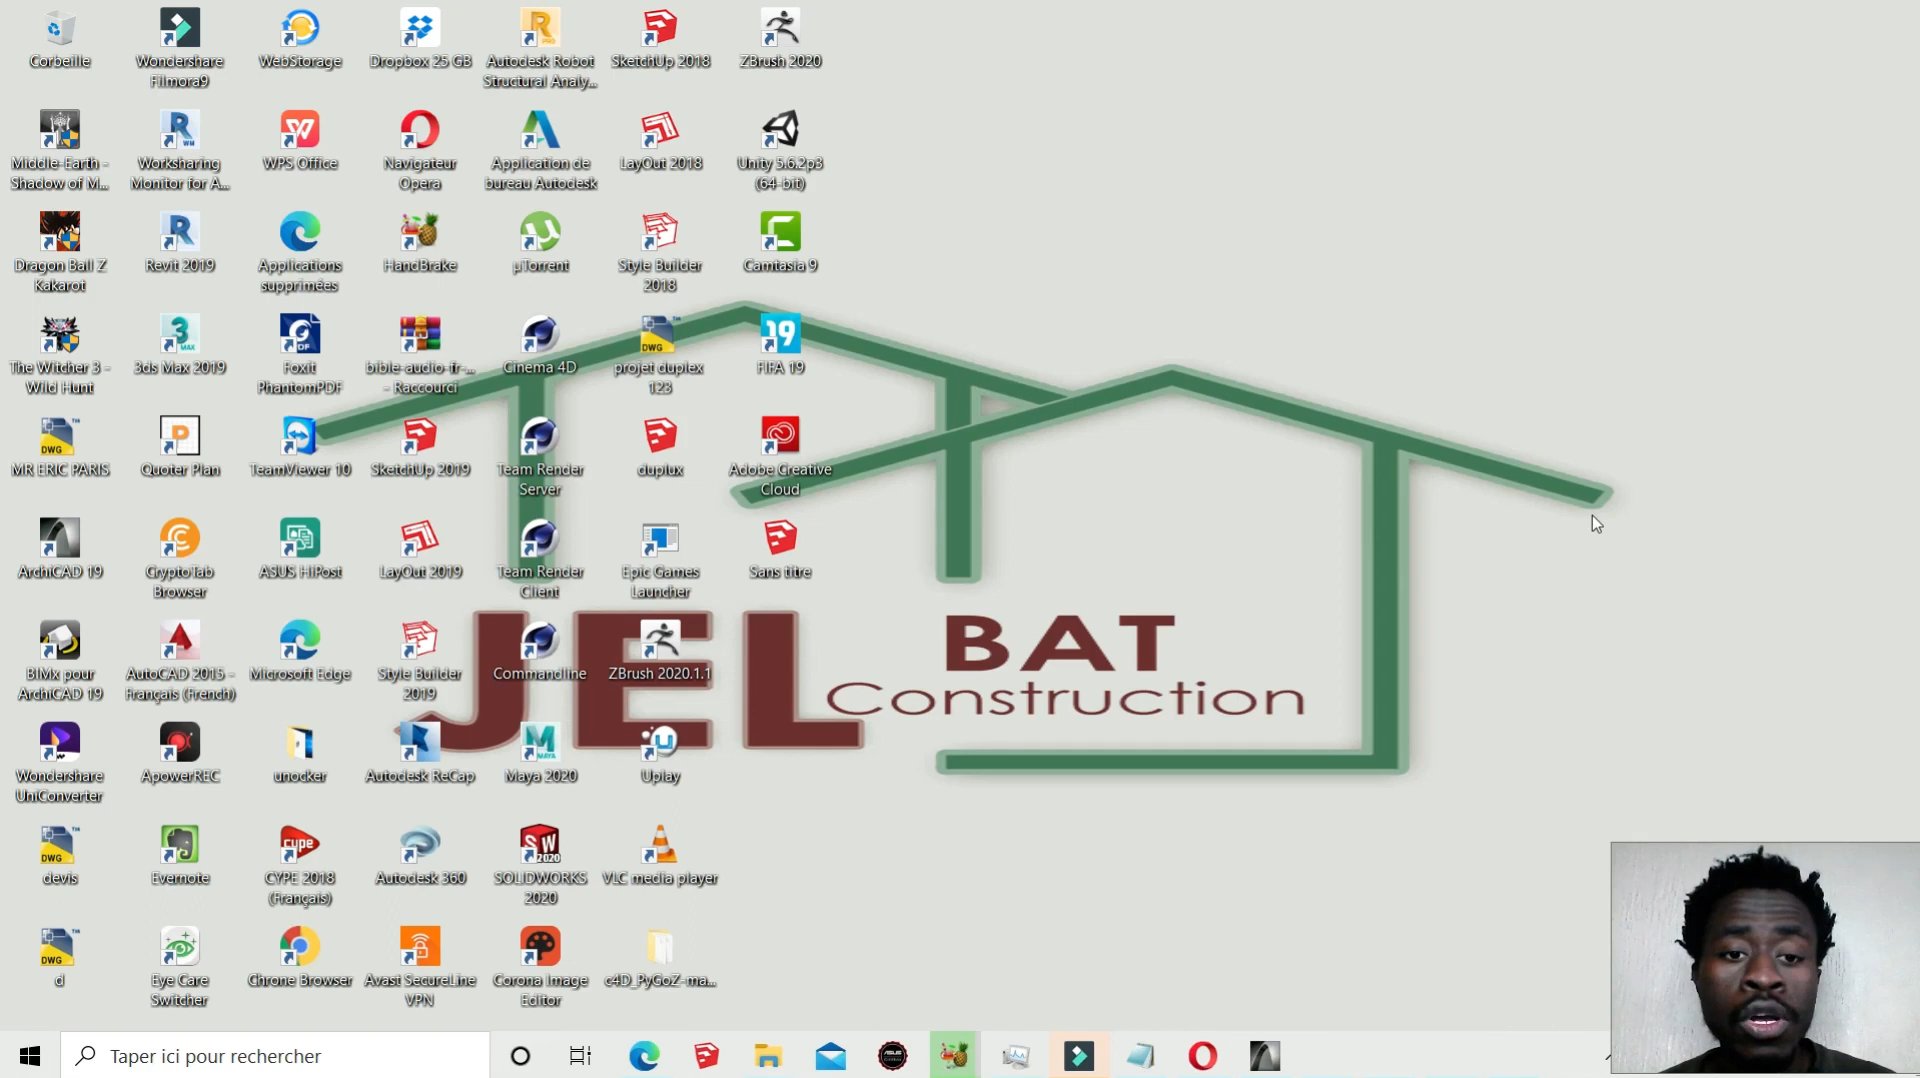 Corbeille
Wondershare
Filmora9
WebStorage
Dropbox 25 GB
Autodesk Robot
Structural Analy...
SketchUp 2018
ZBrush 2020
Middle-Earth -
Shadow of M...
Worksharing
Monitor for A...
WPS Office
Navigateur
Opera
Application de
bureau Autodesk
LayOut 2018
Unity 5.6.2p3
(64-bit)
Dragon Ball Z
Kakarot
Revit 2019
Applications
supprimées
HandBrake
µTorrent
Style Builder
2018
Camtasia 9
The Witcher 3 -
Wild Hunt
3ds Max 2019
Foxit
PhantomPDF
bible-audio-fr-...
- Raccourci
Cinema 4D
projet duplex
123
FIFA 19
MR ERIC PARIS
Quoter Plan
TeamViewer 10
SketchUp 2019
Team Render
Server
duplux
Adobe Creative
Cloud
ArchiCAD 19
CryptoTab
Browser
ASUS HiPost
LayOut 2019
Team Render
Client
Epic Games
Launcher
Sans titre
BIMx pour
ArchiCAD 19
AutoCAD 2015 -
Français (French)
Microsoft Edge
Style Builder
2019
Commandline
ZBrush 2020.1.1
JEL
BAT
Construction
Wondershare
UniConverter
ApowerREC
unocker
Autodesk ReCap
Maya 2020
Uplay
devis
Evernote
CYPE 2018
(Français)
Autodesk 360
SOLIDWORKS
2020
VLC media player
d
Eye Care
Switcher
Chrone Browser
Avast SecureLine
VPN
Corona Image
Editor
c4D_PyGoZ-ma...
Taper ici pour rechercher